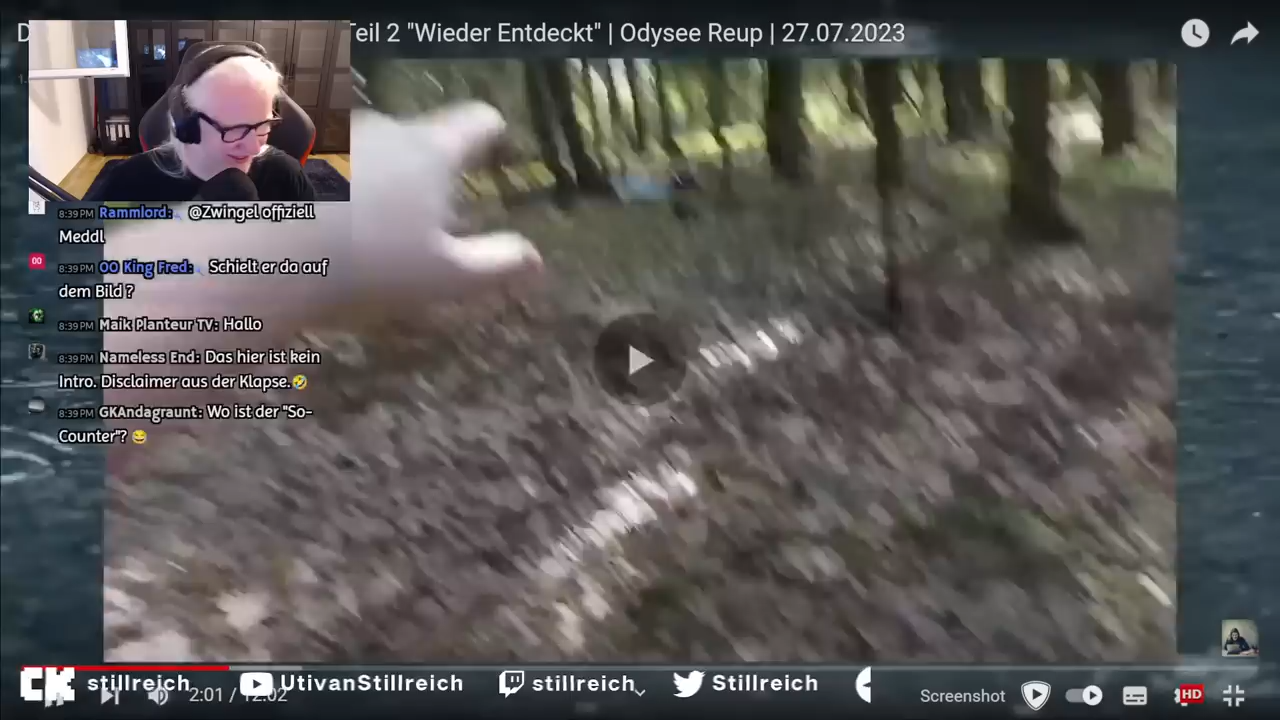 D
Teil 2 "Wieder Entdeckt" | Odysee Reup | 27.07.2023
8:39 PM Rammlord: @Zwingel offiziell
Meddl
OO
8:39 PM OO King Fred: Schielt er da auf
dem Bild ?
8:39 PM Maik Planteur TV: Hallo
8:39 PM Nameless End: Das hier ist kein
Intro. Disclaimer aus der Klapse.🤣
8:39 PM GKAndagraunt: Wo ist der "So-
Counter"? 😂
stillreich
UtivanStillreich
stillreich
Stillreich
2:01 / 12:02
Screenshot
HD